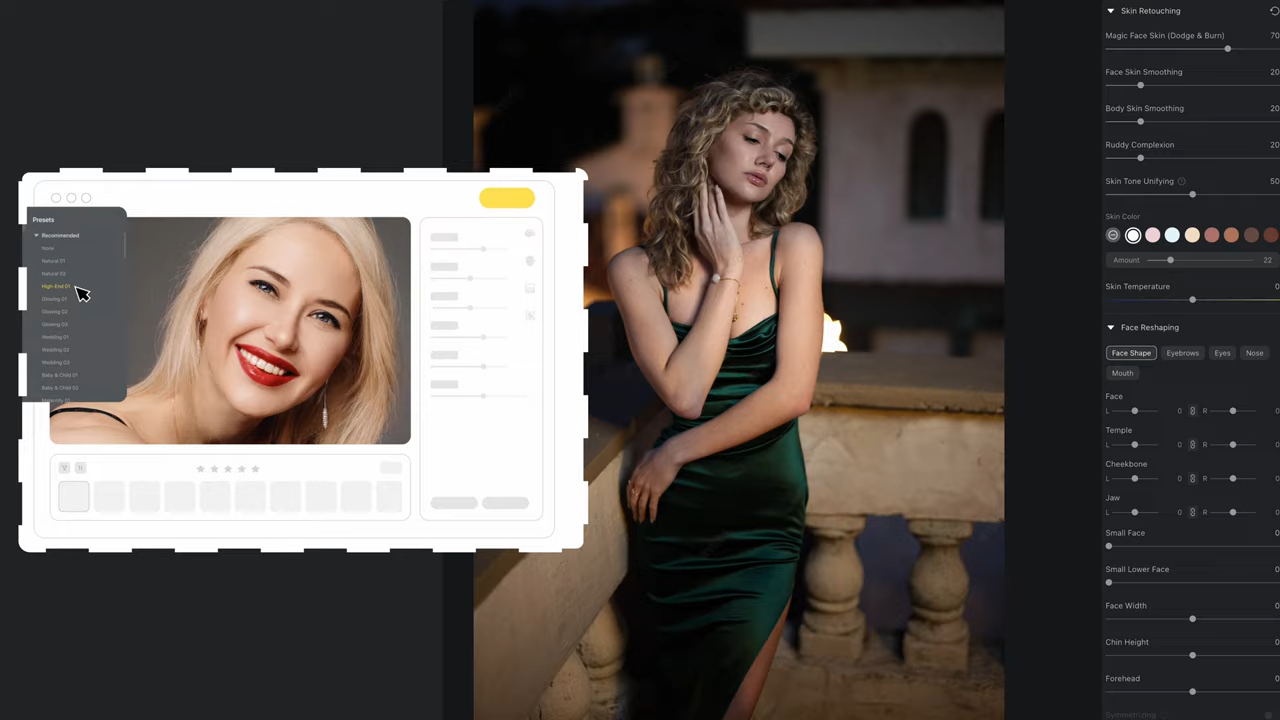 Presets
Recommended
None
Natural 01
Natural 02
High-End 01
Glowing 01
Glowing 02
Glowing 03
Wedding 01
Wedding 02
Wedding 03
Baby & Child 01
Baby & Child 02
Skin Retouching
Magic Face Skin (Dodge & Burn) 70
Face Skin Smoothing 20
Body Skin Smoothing 20
Ruddy Complexion 20
Skin Tone Unifying ? 50
Skin Color
Amount 22
Skin Temperature 0
Face Reshaping
Face Shape Eyebrows Eyes Nose
Mouth
Face
L 0 R 0
Temple
L 0 R 0
Cheekbone
L 0 R 0
Jaw
L 0 R 0
Small Face 0
Small Lower Face 0
Face Width 0
Chin Height 0
Forehead 0
Symmetrizing